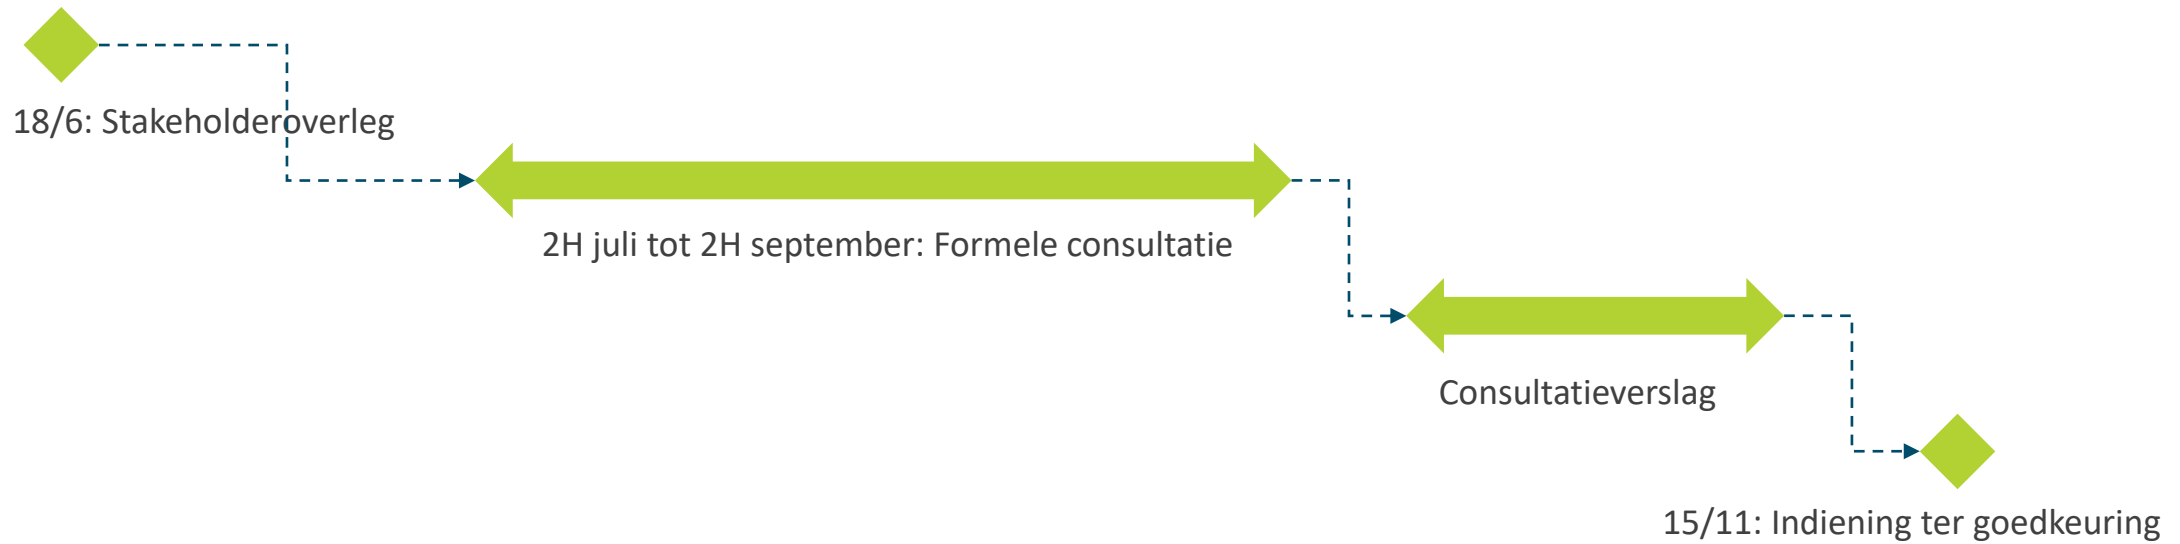 18/6: Stakeholderoverleg
2H juli tot 2H september: Formele consultatie
Consultatieverslag
15/11: Indiening ter goedkeuring